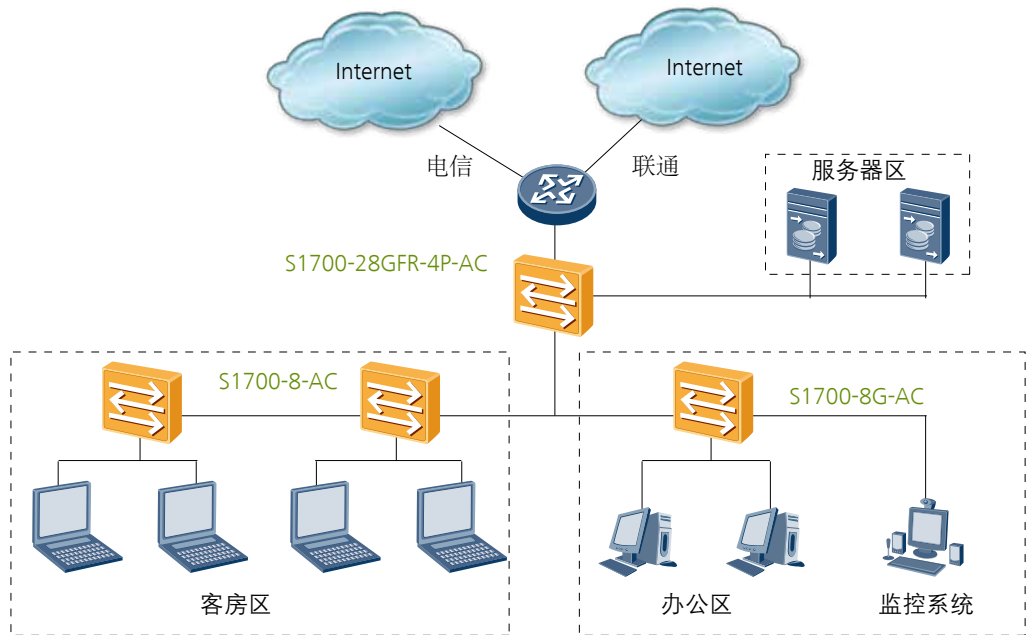 Internet
Internet
电信
联通
服务器区
S1700-28GFR-4P-AC
S1700-8-AC
S1700-8G-AC
客房区
办公区
监控系统